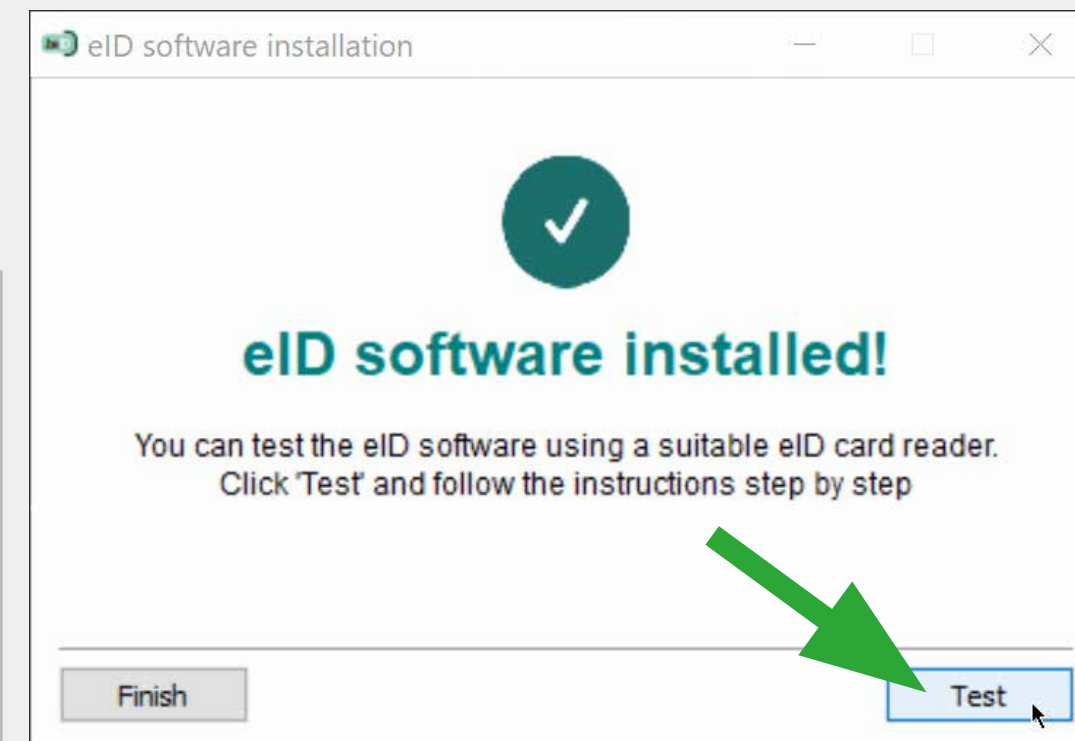 eID software installation
eID software installed!
You can test the eID software using a suitable eID card reader.
Click 'Test' and follow the instructions step by step
Finish
Test